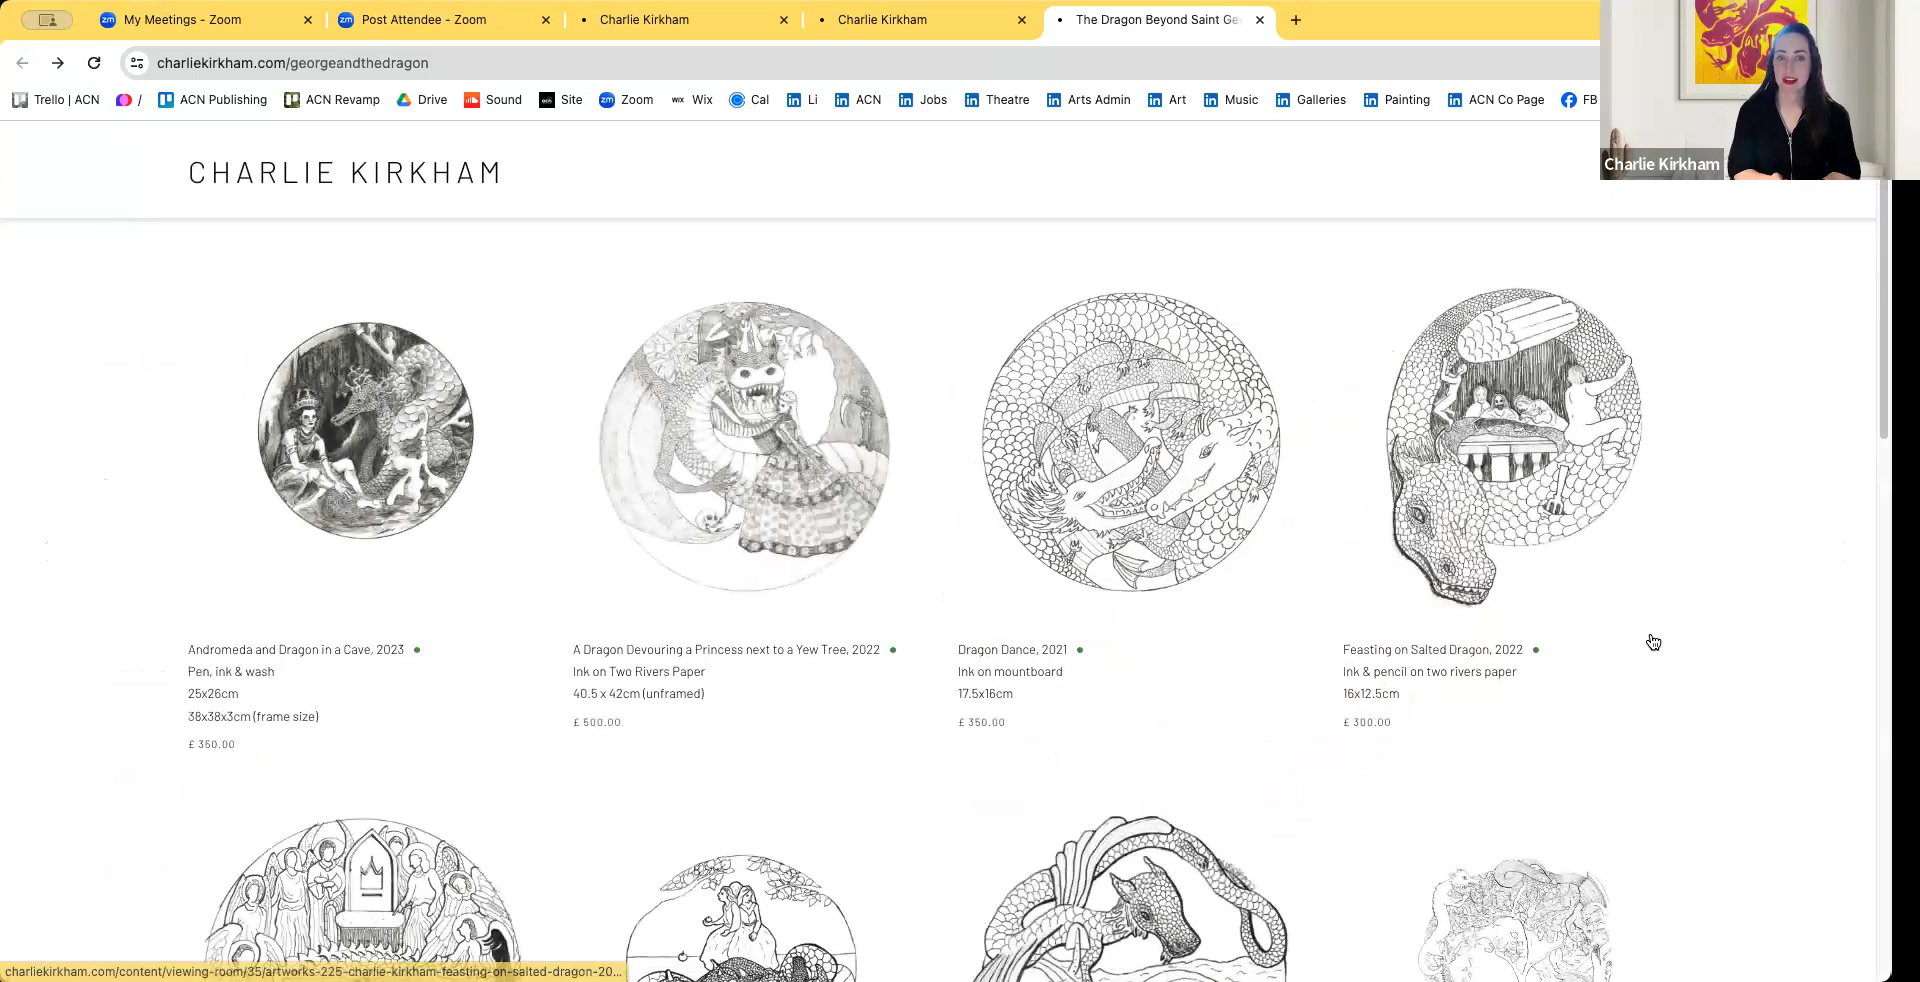 My Meetings - Zoom
Post Attendee - Zoom
Charlie Kirkham
Charlie Kirkham
The Dragon Beyond Saint Ge
charliekirkham.com/georgeandthedragon
Trello | ACN
/
ACN Publishing
ACN Revamp
Drive
Sound
Site
Zoom
Wix
Cal
Li
ACN
Jobs
Theatre
Arts Admin
Art
Music
Galleries
Painting
ACN Co Page
FB
Charlie Kirkham
CHARLIE KIRKHAM
Andromeda and Dragon in a Cave, 2023
Pen, ink & wash
25x26cm
38x38x3cm (frame size)
£ 350.00
A Dragon Devouring a Princess next to a Yew Tree, 2022
Ink on Two Rivers Paper
40.5 x 42cm (unframed)
£ 500.00
Dragon Dance, 2021
Ink on mountboard
17.5x16cm
£ 350.00
Feasting on Salted Dragon, 2022
Ink & pencil on two rivers paper
16x12.5cm
£ 300.00
charliekirkham.com/content/viewing-room/35/artworks-225-charlie-kirkham-feasting-on-salted-dragon-20...